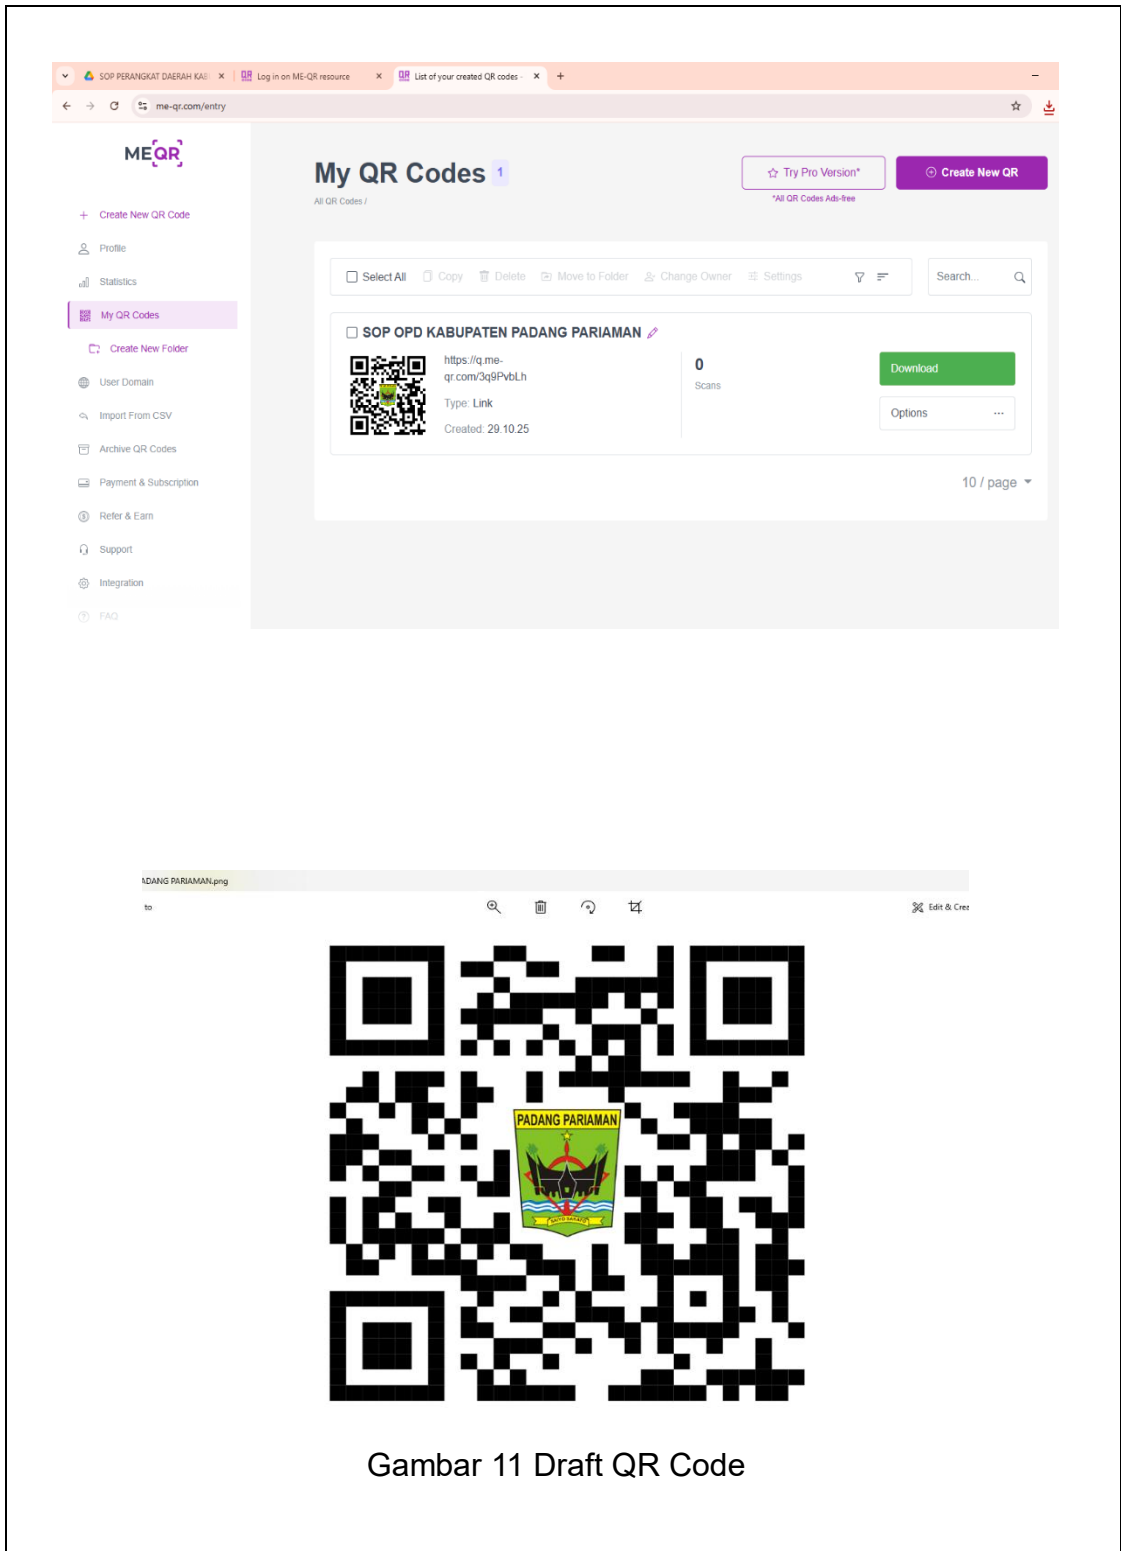 SOP PERANGKAT DAERAH KAB
Log in on ME-QR resource
List of your created QR codes -
me-qr.com/entry
MEQR
My QR Codes 1
All QR Codes /
Try Pro Version*
*All QR Codes Ads-free
Create New QR
Create New QR Code
Profile
Statistics
My QR Codes
Create New Folder
User Domain
Import From CSV
Archive QR Codes
Payment & Subscription
Refer & Earn
Support
Integration
FAQ
Select All Copy Delete Move to Folder Change Owner Settings
Search...
SOP OPD KABUPATEN PADANG PARIAMAN
https://q.me-
qr.com/3q9PvbLh
Type: Link
Created: 29.10.25
0
Scans
Download
Options ...
10 / page
ADANG PARIAMAN.png
to
Edit & Crea
PADANG PARIAMAN
Gambar 11 Draft QR Code